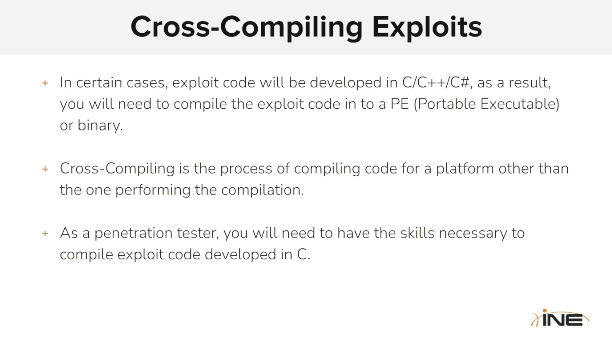 Cross-Compiling Exploits
+ In certain cases, exploit code will be developed in C/C++/C#, as a result,
you will need to compile the exploit code in to a PE (Portable Executable)
or binary.
+ Cross-Compiling is the process of compiling code for a platform other than
the one performing the compilation.
+ As a penetration tester, you will need to have the skills necessary to
compile exploit code developed in C.
INE